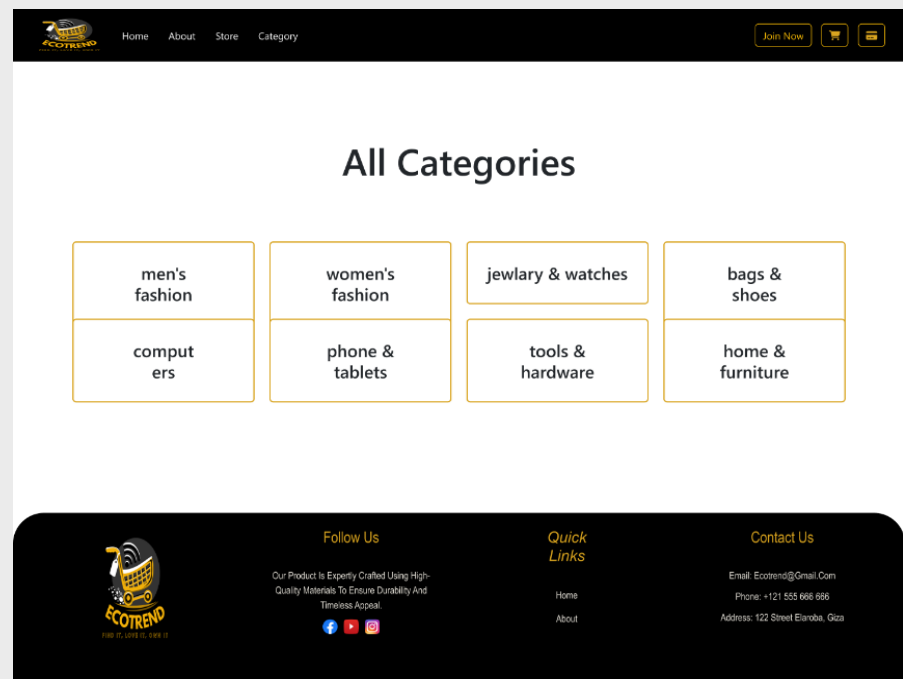 ECOTREND
Home About Store Category
Join Now
All Categories
men's
fashion
women's
fashion
jewlary & watches
bags &
shoes
comput
ers
phone &
tablets
tools &
hardware
home &
furniture
ECOTREND
FIND IT, LOVE IT, OWN IT
Follow Us
Our Product Is Expertly Crafted Using High-
Quality Materials To Ensure Durability And
Timeless Appeal.
Quick
Links
Home
About
Contact Us
Email: Ecotrend@Gmail.Com
Phone: +121 555 666 666
Address: 122 Street Elaroba, Giza